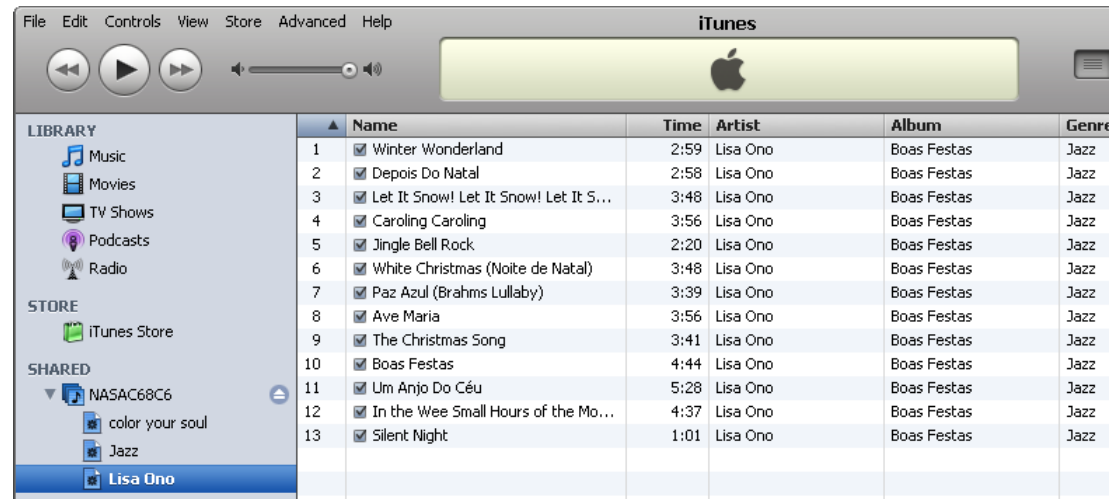 File Edit Controls View Store Advanced Help
iTunes
LIBRARY
Music
Movies
TV Shows
Podcasts
Radio
STORE
iTunes Store
SHARED
NASAC68C6
color your soul
Jazz
Lisa Ono
Name Time Artist Album Genre
1 Winter Wonderland 2:59 Lisa Ono Boas Festas Jazz
2 Depois Do Natal 2:58 Lisa Ono Boas Festas Jazz
3 Let It Snow! Let It Snow! Let It S... 3:48 Lisa Ono Boas Festas Jazz
4 Caroling Caroling 3:56 Lisa Ono Boas Festas Jazz
5 Jingle Bell Rock 2:20 Lisa Ono Boas Festas Jazz
6 White Christmas (Noite de Natal) 3:48 Lisa Ono Boas Festas Jazz
7 Paz Azul (Brahms Lullaby) 3:39 Lisa Ono Boas Festas Jazz
8 Ave Maria 3:56 Lisa Ono Boas Festas Jazz
9 The Christmas Song 3:41 Lisa Ono Boas Festas Jazz
10 Boas Festas 4:44 Lisa Ono Boas Festas Jazz
11 Um Anjo Do Céu 5:28 Lisa Ono Boas Festas Jazz
12 In the Wee Small Hours of the Mo... 4:37 Lisa Ono Boas Festas Jazz
13 Silent Night 1:01 Lisa Ono Boas Festas Jazz